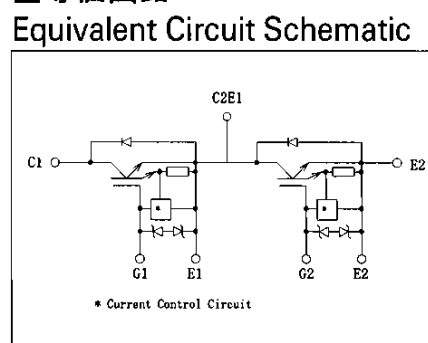 Equivalent Circuit Schematic
C2E1
C1
E2
*
*
G1 E1 G2 E2
* Current Control Circuit